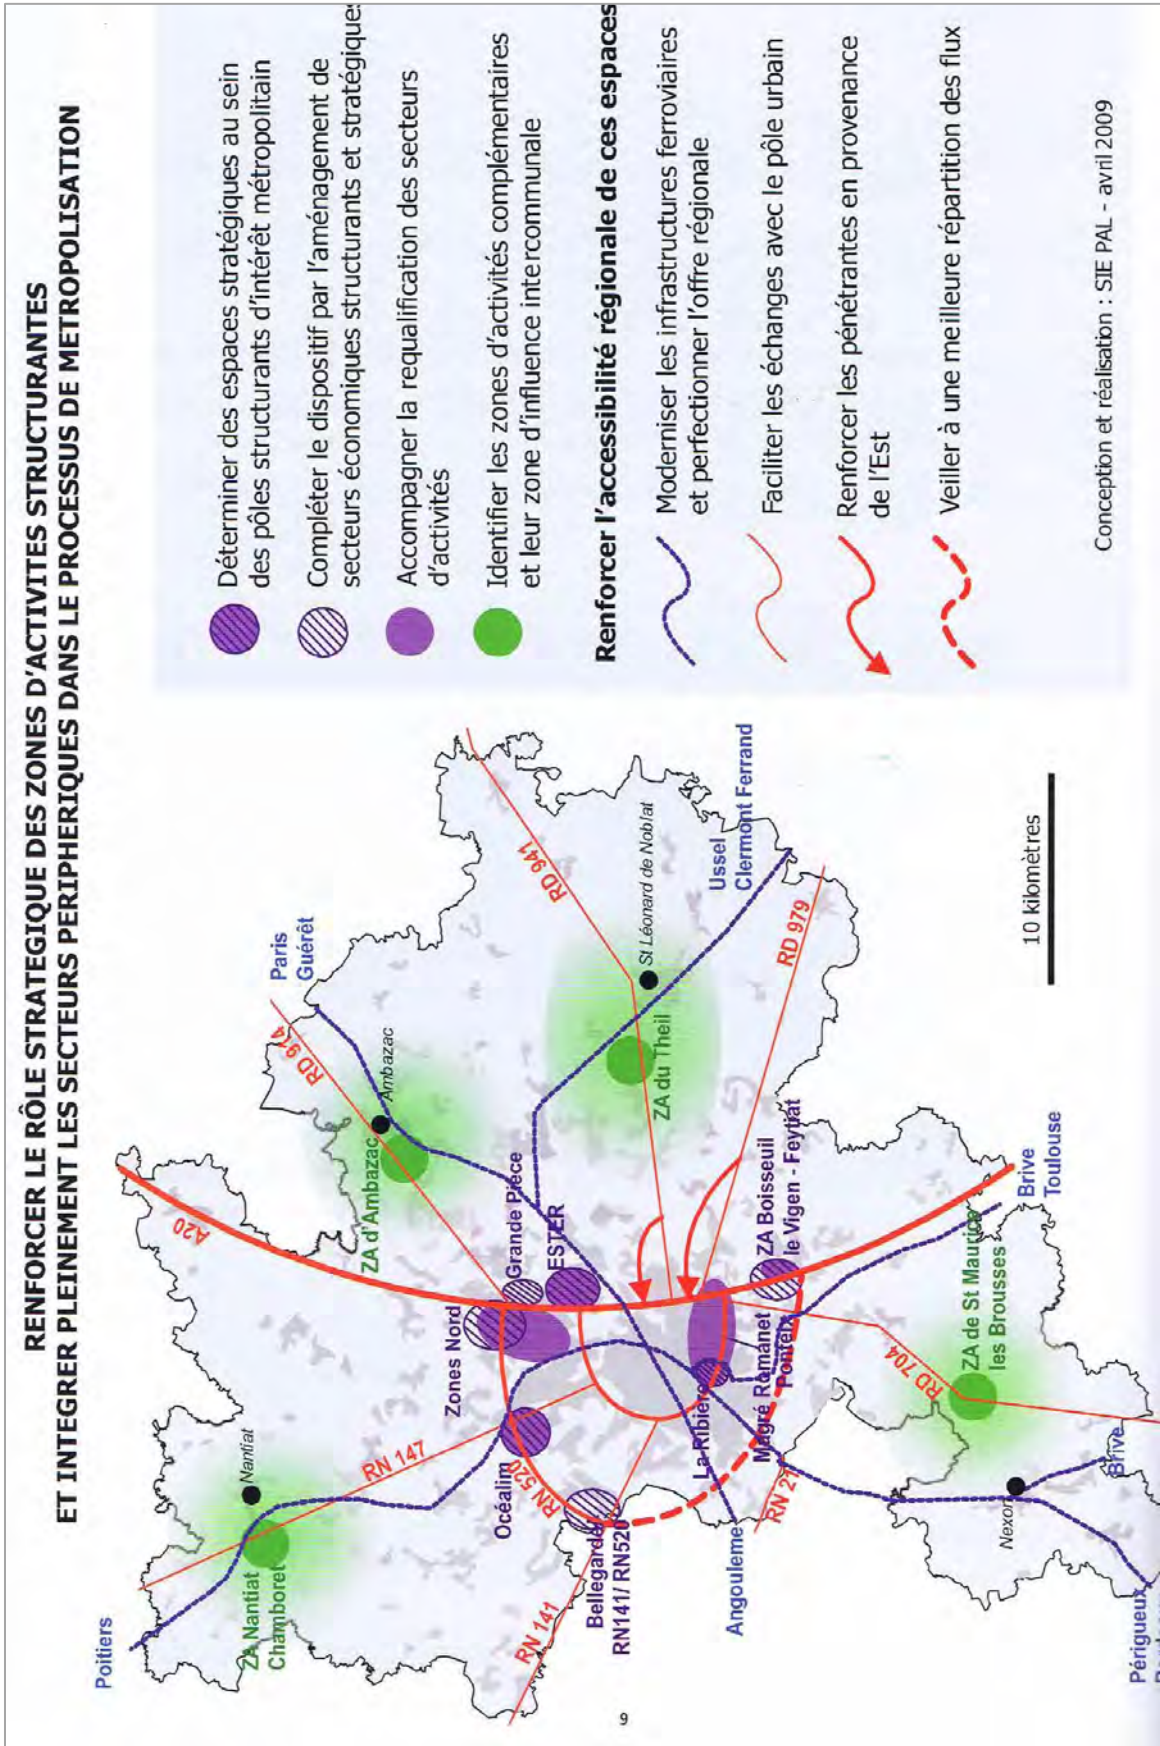 RENFORCER LE RÔLE STRATEGIQUE DES ZONES D'ACTIVITES STRUCTURANTES
ET INTEGRER PLEINEMENT LES SECTEURS PERIPHERIQUES DANS LE PROCESSUS DE METROPOLISATION
Poitiers
ZA Nantiat
Chamboret
Nantiat
RN 147
A20
Paris
Guérêt
RD 914
ZA d'Ambazac
Ambazac
Zones Nord
Grande Pièce
ESTER
Océalim
RN 520
Bellegarde/
RN141/ RN520
RN 141
RD 941
St Léonard de Noblat
ZA du Theil
Ussel
Clermont Ferrand
RD 979
ZA Boisseuil
le Vigen - Feytiat
La Ribière
Magré Romanet
Ponteix
Angouleme
RN 21
RD 704
ZA de St Maurice
les Brousses
Brive
Toulouse
Nexon
Brive
Périgueux
10 kilomètres
Déterminer des espaces stratégiques au sein
des pôles structurants d'intérêt métropolitain
Compléter le dispositif par l'aménagement de
secteurs économiques structurants et stratégiques
Accompagner la requalification des secteurs
d'activités
Identifier les zones d'activités complémentaires
et leur zone d'influence intercommunale
Renforcer l'accessibilité régionale de ces espaces
Moderniser les infrastructures ferroviaires
et perfectionner l'offre régionale
Faciliter les échanges avec le pôle urbain
Renforcer les pénétrantes en provenance
de l'Est
Veiller à une meilleure répartition des flux
Conception et réalisation : SIE PAL - avril 2009
9